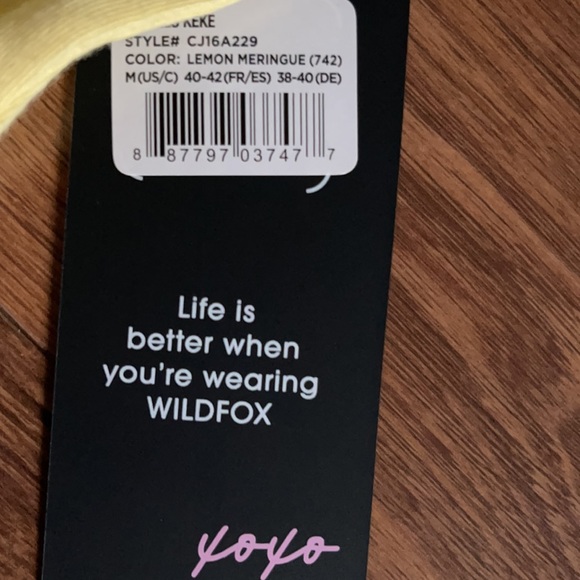 KEKE
STYLE# CJ16A229
COLOR: LEMON MERINGUE (742)
M(US/C) 40-42(FR/ES) 38-40(DE)
8 87797 03747 7
Life is
better when
you're wearing
WILDFOX
xoxo